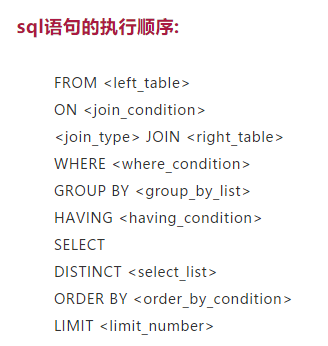 sql语句的执行顺序:
FROM <left_table>
ON <join_condition>
<join_type> JOIN <right_table>
WHERE <where_condition>
GROUP BY <group_by_list>
HAVING <having_condition>
SELECT
DISTINCT <select_list>
ORDER BY <order_by_condition>
LIMIT <limit_number>